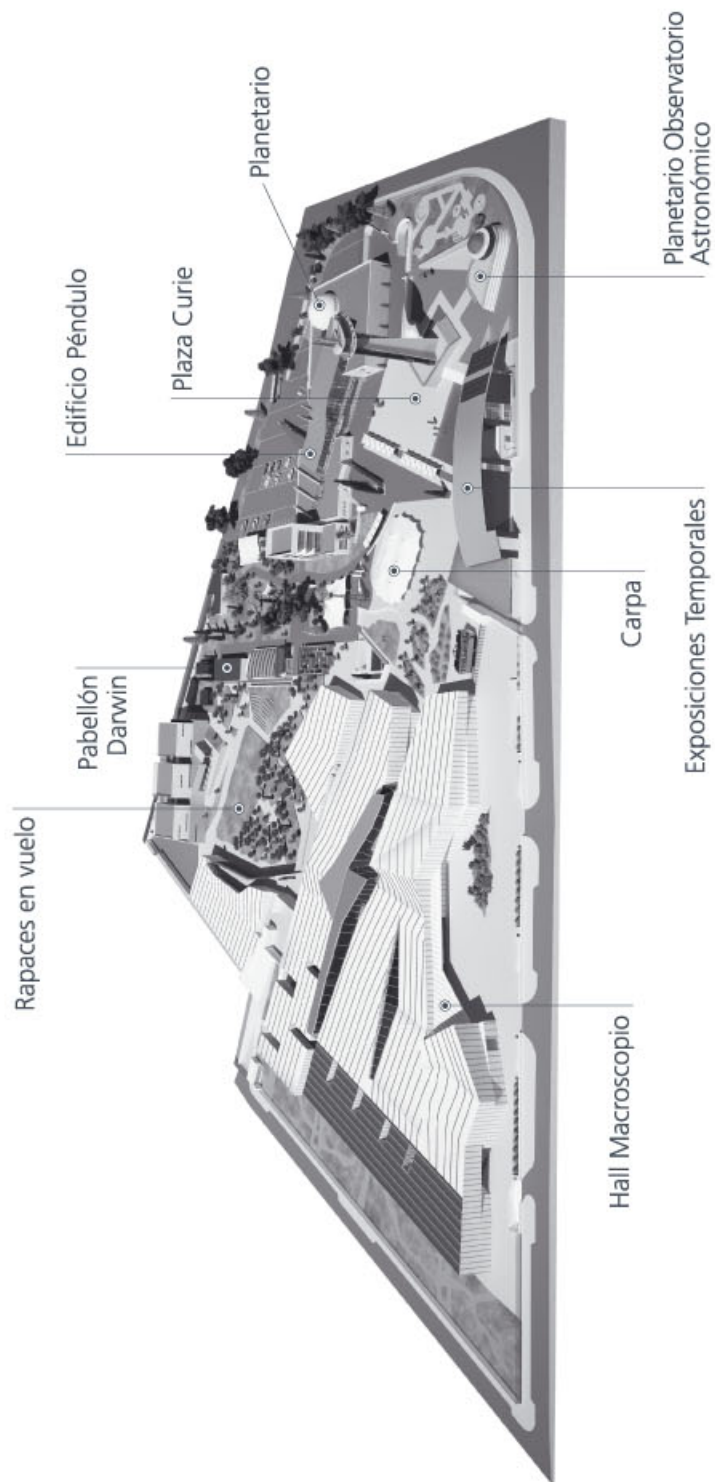 Rapaces en vuelo
Pabellón
Darwin
Edificio Péndulo
Plaza Curie
Planetario
Hall Macroscopio
Carpa
Exposiciones Temporales
Planetario Observatorio
Astronómico